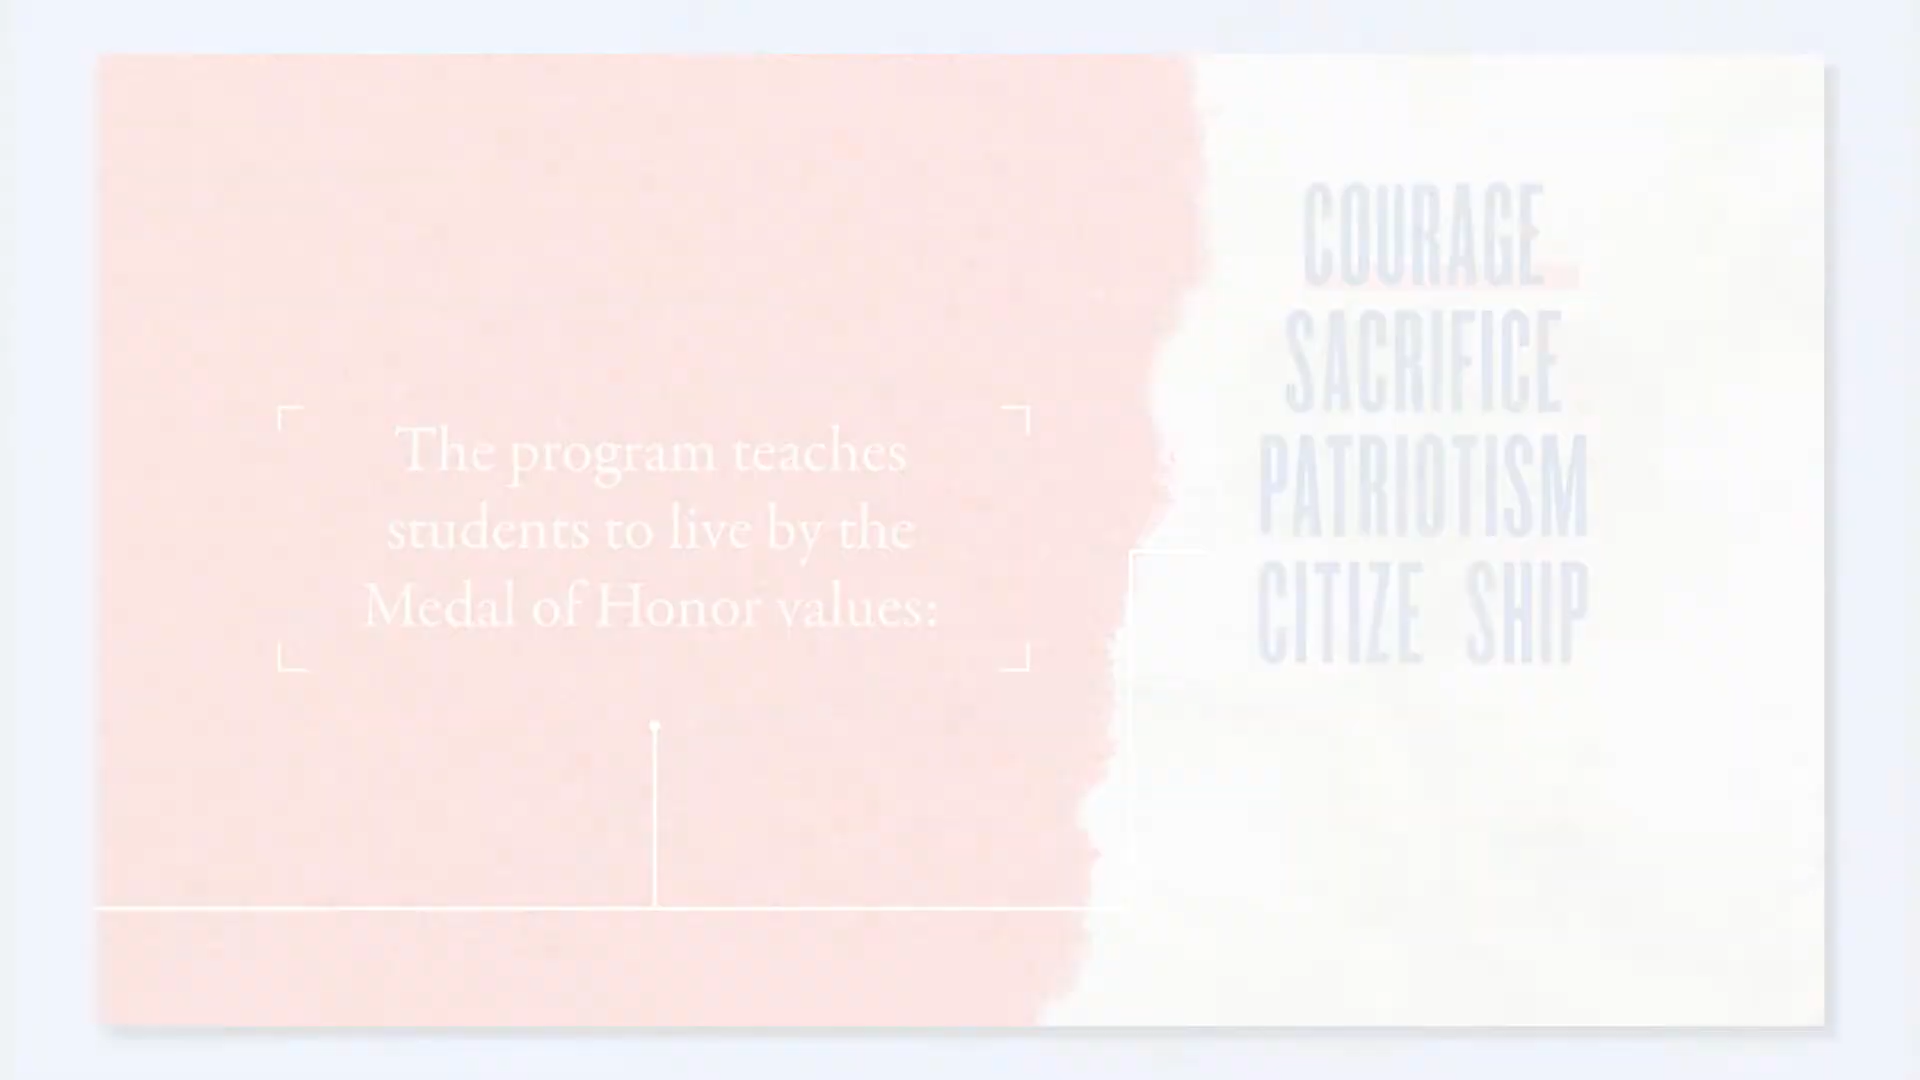 The program teaches
students to live by the
Medal of Honor values:
COURAGE
SACRIFICE
PATRIOTISM
CITIZE SHIP